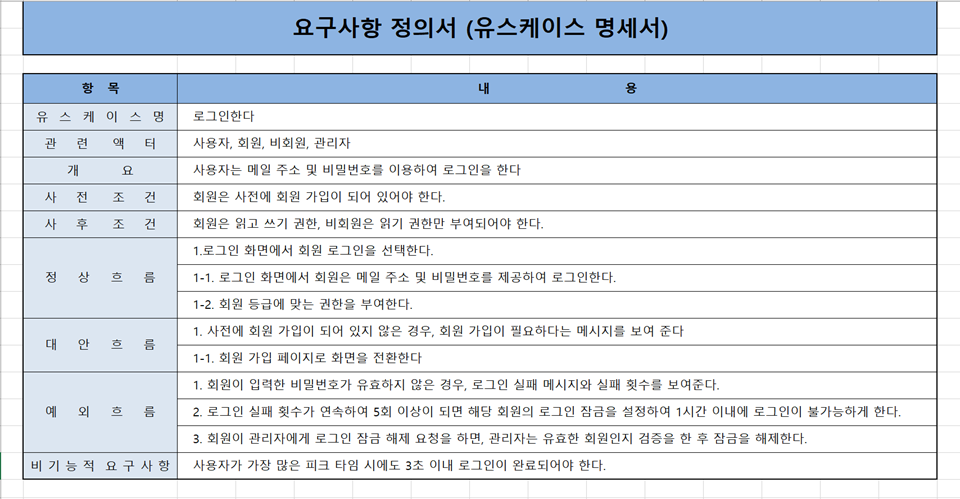 요구사항 정의서 (유스케이스 명세서)
항 목 내 용
유 스 케 이 스 명 로그인한다
관 련 액 터 사용자, 회원, 비회원, 관리자
개 요 사용자는 메일 주소 및 비밀번호를 이용하여 로그인을 한다
사 전 조 건 회원은 사전에 회원 가입이 되어 있어야 한다.
사 후 조 건 회원은 읽고 쓰기 권한, 비회원은 읽기 권한만 부여되어야 한다.
정 상 흐 름
1.로그인 화면에서 회원 로그인을 선택한다.
1-1. 로그인 화면에서 회원은 메일 주소 및 비밀번호를 제공하여 로그인한다.
1-2. 회원 등급에 맞는 권한을 부여한다.
대 안 흐 름
1. 사전에 회원 가입이 되어 있지 않은 경우, 회원 가입이 필요하다는 메시지를 보여 준다
1-1. 회원 가입 페이지로 화면을 전환한다
예 외 흐 름
1. 회원이 입력한 비밀번호가 유효하지 않은 경우, 로그인 실패 메시지와 실패 횟수를 보여준다.
2. 로그인 실패 횟수가 연속하여 5회 이상이 되면 해당 회원의 로그인 잠금을 설정하여 1시간 이내에 로그인이 불가능하게 한다.
3. 회원이 관리자에게 로그인 잠금 해제 요청을 하면, 관리자는 유효한 회원인지 검증을 한 후 잠금을 해제한다.
비 기 능 적 요 구 사 항 사용자가 가장 많은 피크 타임 시에도 3초 이내 로그인이 완료되어야 한다.